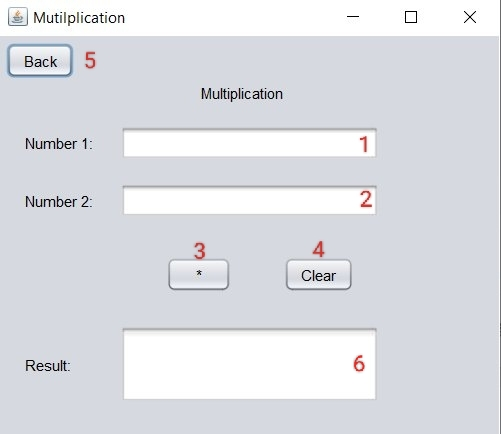 Mutilplication
Back 5
Multiplication
Number 1: 1
Number 2: 2
3 4
* Clear
Result: 6